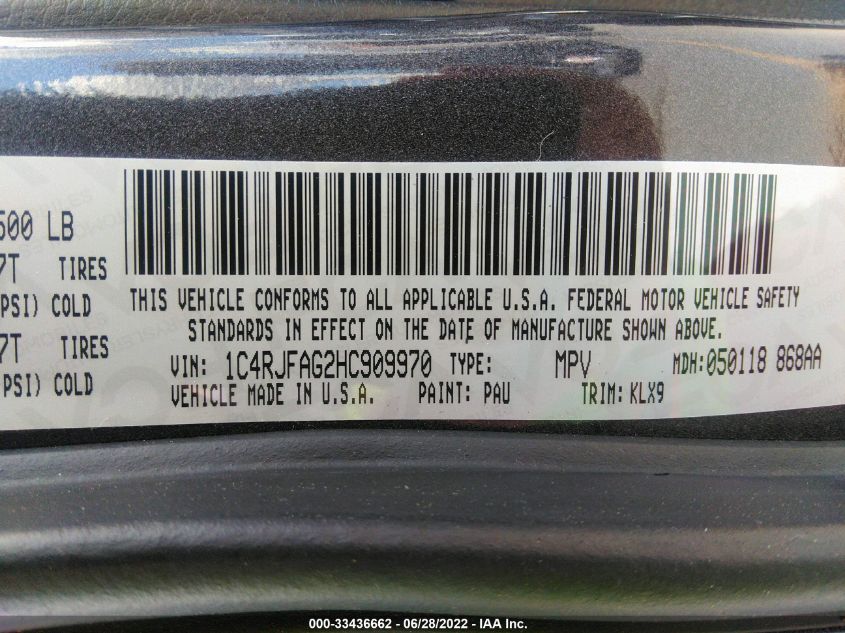 500 LB
7T TIRES
PSI) COLD
7T TIRES
PSI) COLD
THIS VEHICLE CONFORMS TO ALL APPLICABLE U.S.A. FEDERAL MOTOR VEHICLE SAFETY
STANDARDS IN EFFECT ON THE DATE OF MANUFACTURE SHOWN ABOVE.
VIN: 1C4RJFAG2HC909970 TYPE: MPV MDH:050118 868AA
VEHICLE MADE IN U.S.A. PAINT: PAU TRIM: KLX9
000-33436662 - 06/28/2022 - IAA Inc.